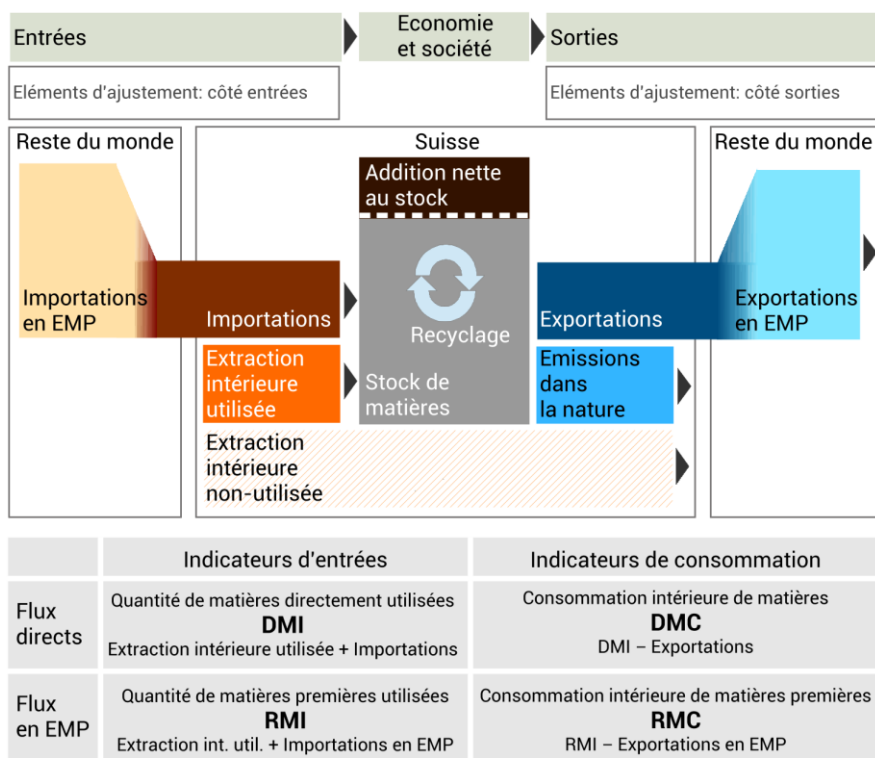 Entrées
Economie
et société
Sorties
Eléments d'ajustement: côté entrées
Eléments d'ajustement: côté sorties
Reste du monde
Suisse
Reste du monde
Addition nette
au stock
Importations
en EMP
Importations
Recyclage
Exportations
Exportations
en EMP
Extraction
intérieure
utilisée
Stock de
matières
Emissions
dans
la nature
Extraction
intérieure
non-utilisée
Indicateurs d'entrées
Indicateurs de consommation
Flux
directs
Quantité de matières directement utilisées
DMI
Extraction intérieure utilisée + Importations
Consommation intérieure de matières
DMC
DMI – Exportations
Flux
en EMP
Quantité de matières premières utilisées
RMI
Extraction int. util. + Importations en EMP
Consommation intérieure de matières premières
RMC
RMI – Exportations en EMP